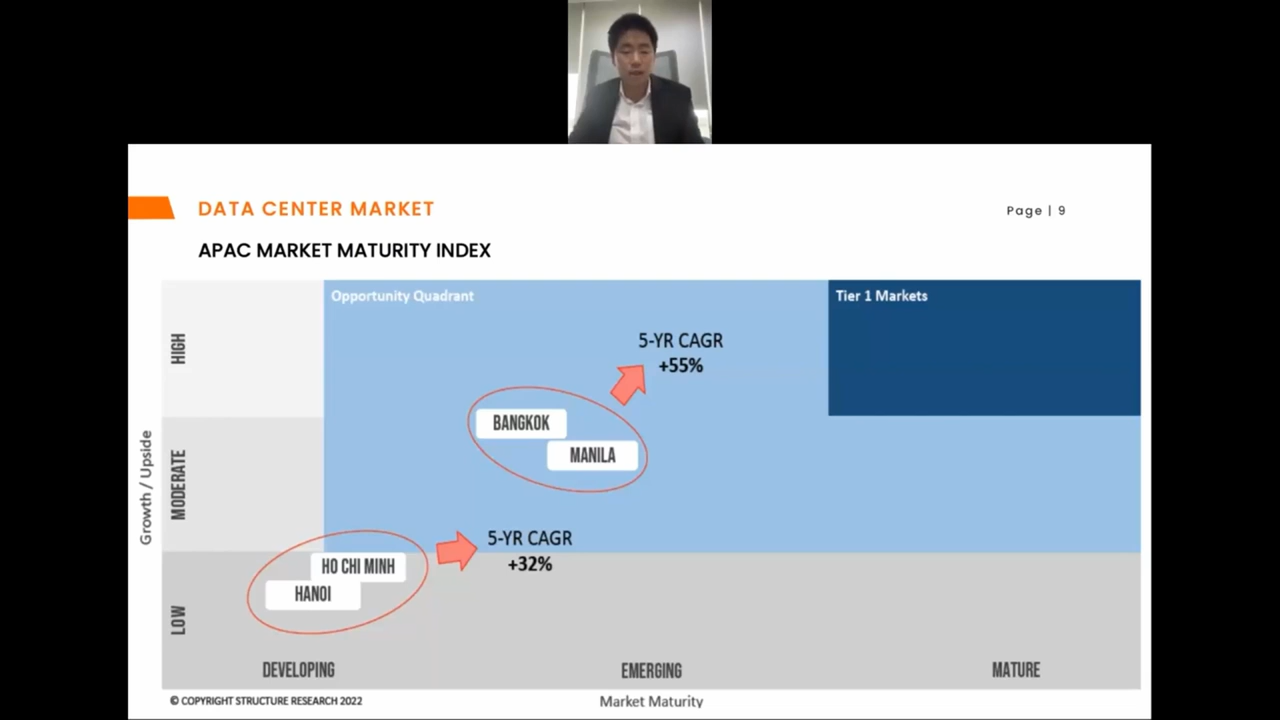 DATA CENTER MARKET
Page | 9
APAC MARKET MATURITY INDEX
Opportunity Quadrant
Tier 1 Markets
HIGH
5-YR CAGR
+55%
BANGKOK
MANILA
Growth / Upside
MODERATE
5-YR CAGR
+32%
HO CHI MINH
HANOI
LOW
DEVELOPING
EMERGING
MATURE
© COPYRIGHT STRUCTURE RESEARCH 2022
Market Maturity